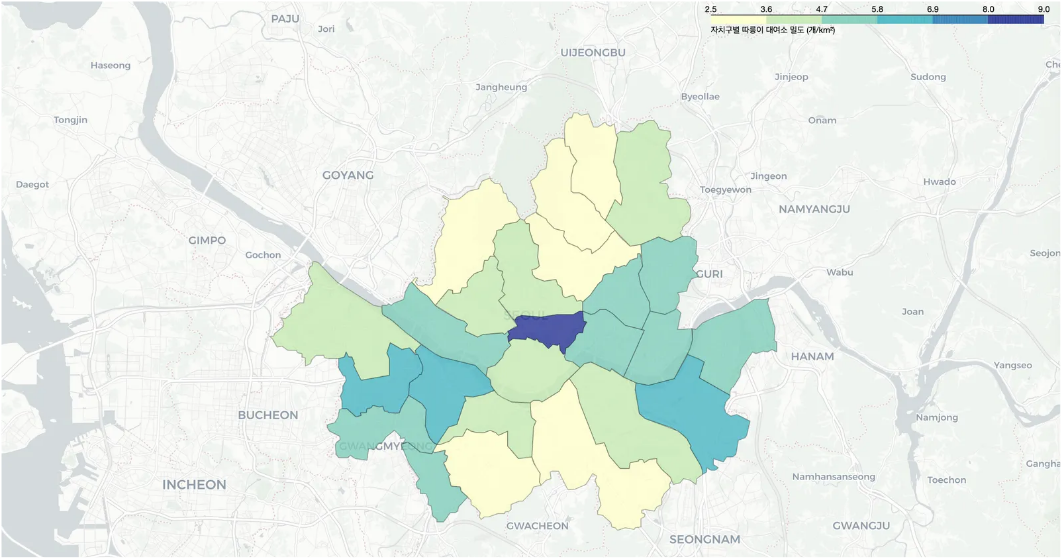 2.5 3.6 4.7 5.8 6.9 8.0 9.0
자치구별 따릉이 대여소 밀도 (개/km²)
PAJU
Jori
UIJEONGBU
Haseong
Jangheung
Jinjeop
Sudong
Byeollae
Tongjin
Onam
GOYANG
Jingeon
Daegot
Toegyewon
Hwado
NAMYANGJU
GIMPO
Gochon
GURI
Wabu
SEOUL
Joan
HANAM
Yangseo
BUCHEON
Namjong
GWANGMYEONG
INCHEON
Namhansanseong
Toechon
GWACHEON
GWANGJU
SEONGNAM